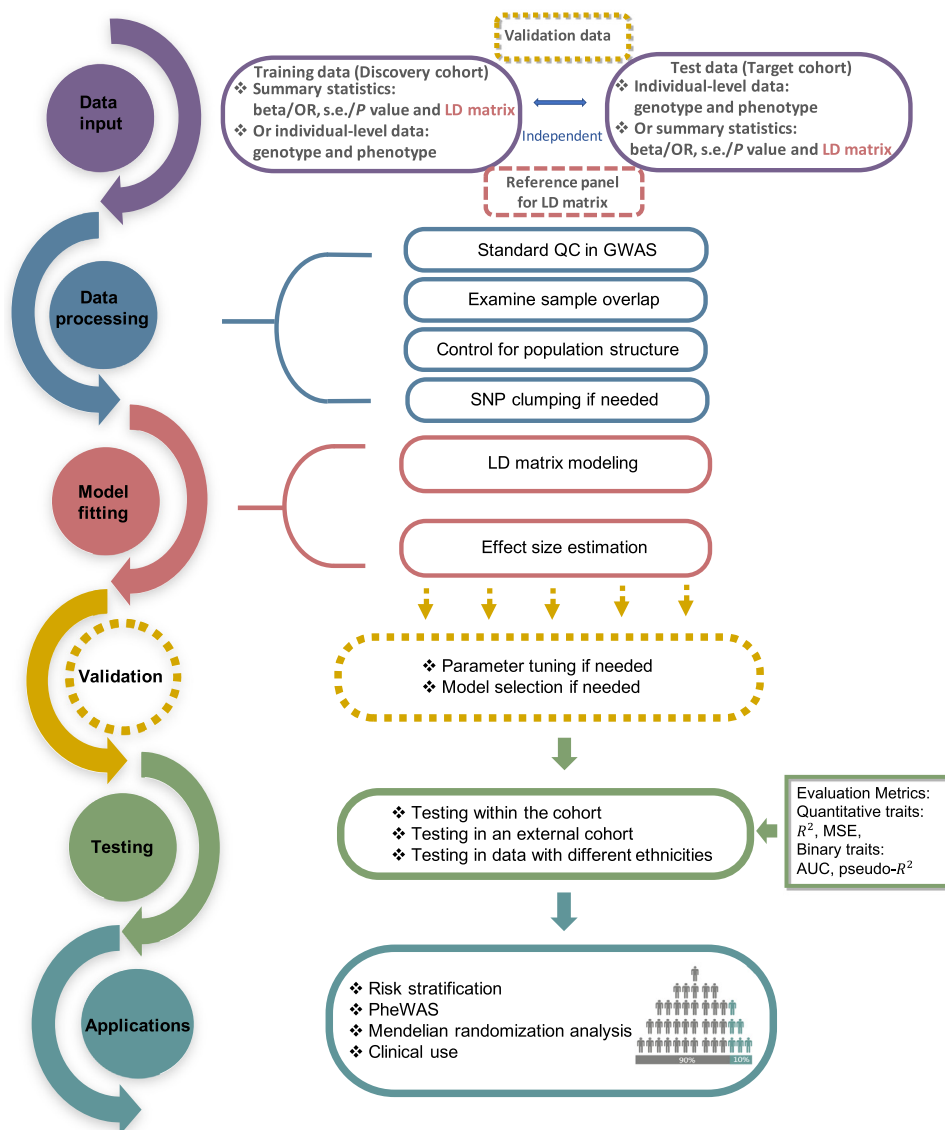 Validation data
Training data (Discovery cohort)
❖ Summary statistics:
beta/OR, s.e./P value and LD matrix
❖ Or individual-level data:
genotype and phenotype
Independent
Test data (Target cohort)
❖ Individual-level data:
genotype and phenotype
❖ Or summary statistics:
beta/OR, s.e./P value and LD matrix
Reference panel
for LD matrix
Data
input
Data
processing
Standard QC in GWAS
Examine sample overlap
Control for population structure
SNP clumping if needed
Model
fitting
LD matrix modeling
Effect size estimation
Validation
❖ Parameter tuning if needed
❖ Model selection if needed
Testing
❖ Testing within the cohort
❖ Testing in an external cohort
❖ Testing in data with different ethnicities
Evaluation Metrics:
Quantitative traits:
R², MSE,
Binary traits:
AUC, pseudo-R²
Applications
❖ Risk stratification
❖ PheWAS
❖ Mendelian randomization analysis
❖ Clinical use
90% 10%